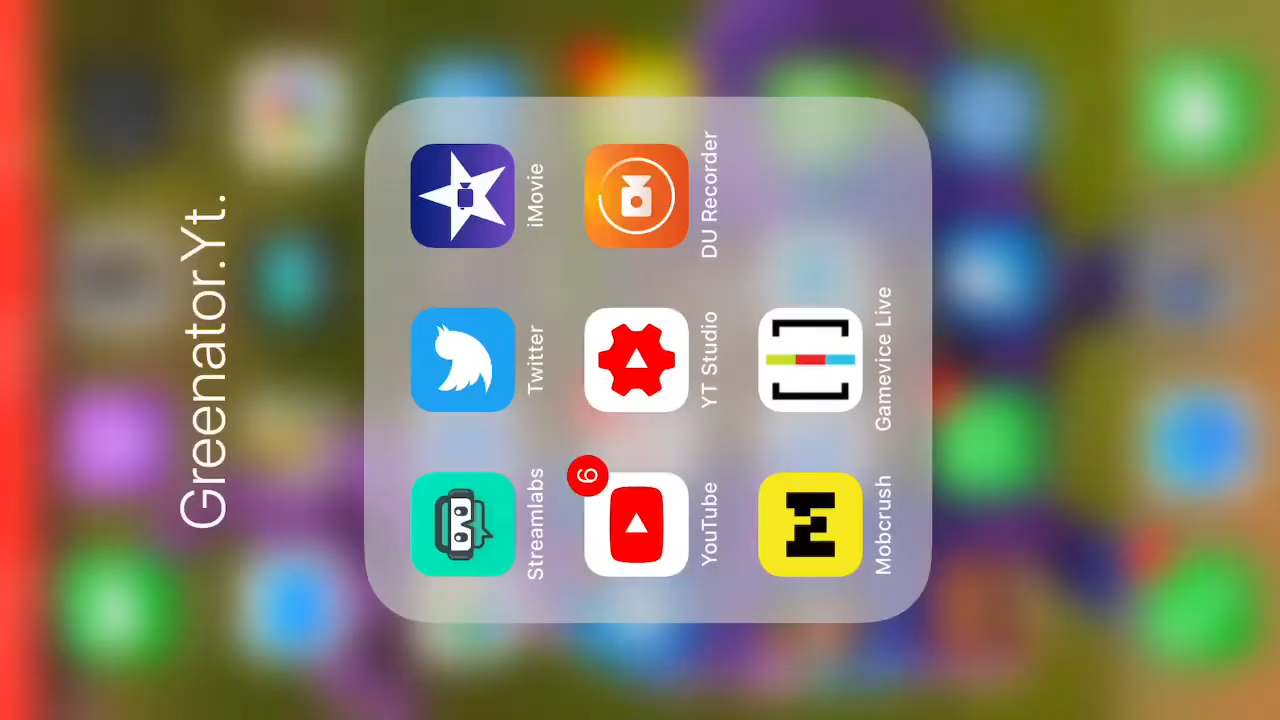 Greenator.Yt.
Streamlabs Twitter iMovie
6
YouTube YT Studio DU Recorder
Mobcrush Gamevice Live